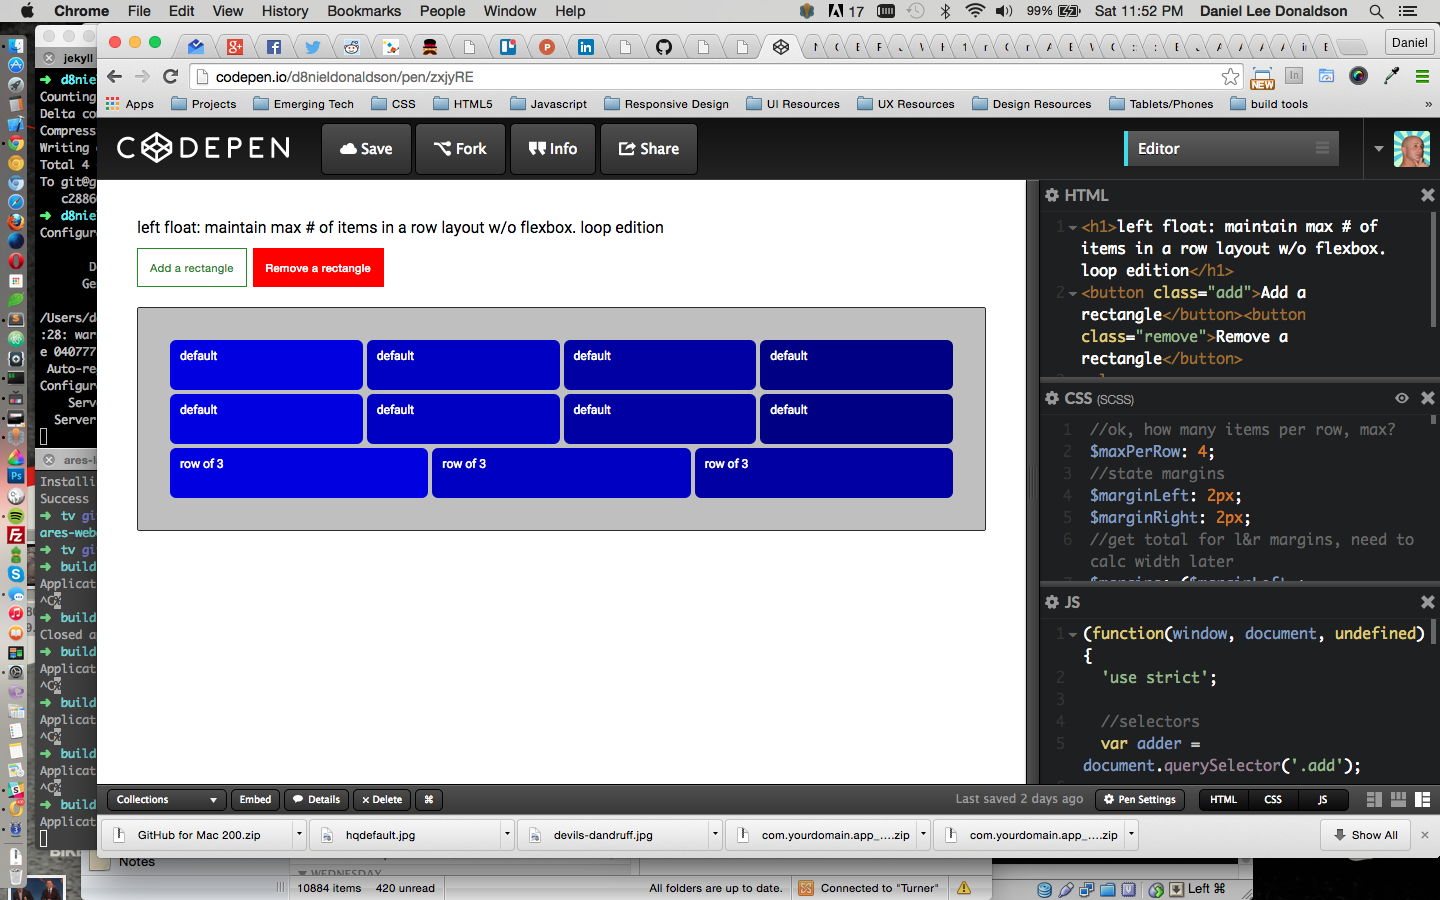 Chrome File Edit View History Bookmarks People Window Help 17 99% Sat 11:52 PM Daniel Lee Donaldson
jekyll
Daniel
codepen.io/d8nieldonaldson/pen/zxjyRE
NEW
Apps Projects Emerging Tech CSS HTML5 Javascript Responsive Design UI Resources UX Resources Design Resources Tablets/Phones build tools »
➜ d8nie
Counting
Delta co
Compress
Writing
Total 4
To git@g
c2886
➜ d8nie
Configure
D
Ge
/Users/d
:28: war
e 040777
Auto-re
Configure
Serv
Server
ares-l
Installi
Success
➜ tv gi
ares-web
➜ tv gi
➜ build
Applicat
^C%
➜ build
Closed a
➜ build
Applicat
^C%
➜ build
Applicat
^C%
➜ build
Applicat
^C%
➜ build
Applicat
CODEPEN Save Fork Info Share Editor
left float: maintain max # of items in a row layout w/o flexbox. loop edition
Add a rectangle Remove a rectangle
default default default default
default default default default
row of 3 row of 3 row of 3
HTML
1 <h1>left float: maintain max # of
items in a row layout w/o flexbox.
loop edition</h1>
2 <button class="add">Add a
rectangle</button><button
class="remove">Remove a
rectangle</button>
CSS (SCSS)
1 //ok, how many items per row, max?
2 $maxPerRow: 4;
3 //state margins
4 $marginLeft: 2px;
5 $marginRight: 2px;
6 //get total for l&r margins, need to
calc width later
JS
1 (function(window, document, undefined)
{
2 'use strict';
3
4 //selectors
5 var adder =
document.querySelector('.add');
Collections Embed Details × Delete ⌘ Last saved 2 days ago Pen Settings HTML CSS JS
GitHub for Mac 200.zip hqdefault.jpg devils-dandruff.jpg com.yourdomain.app_....zip com.yourdomain.app_....zip Show All
Notes
WEDNESDAY
10884 items 420 unread All folders are up to date. Connected to "Turner" Left ⌘